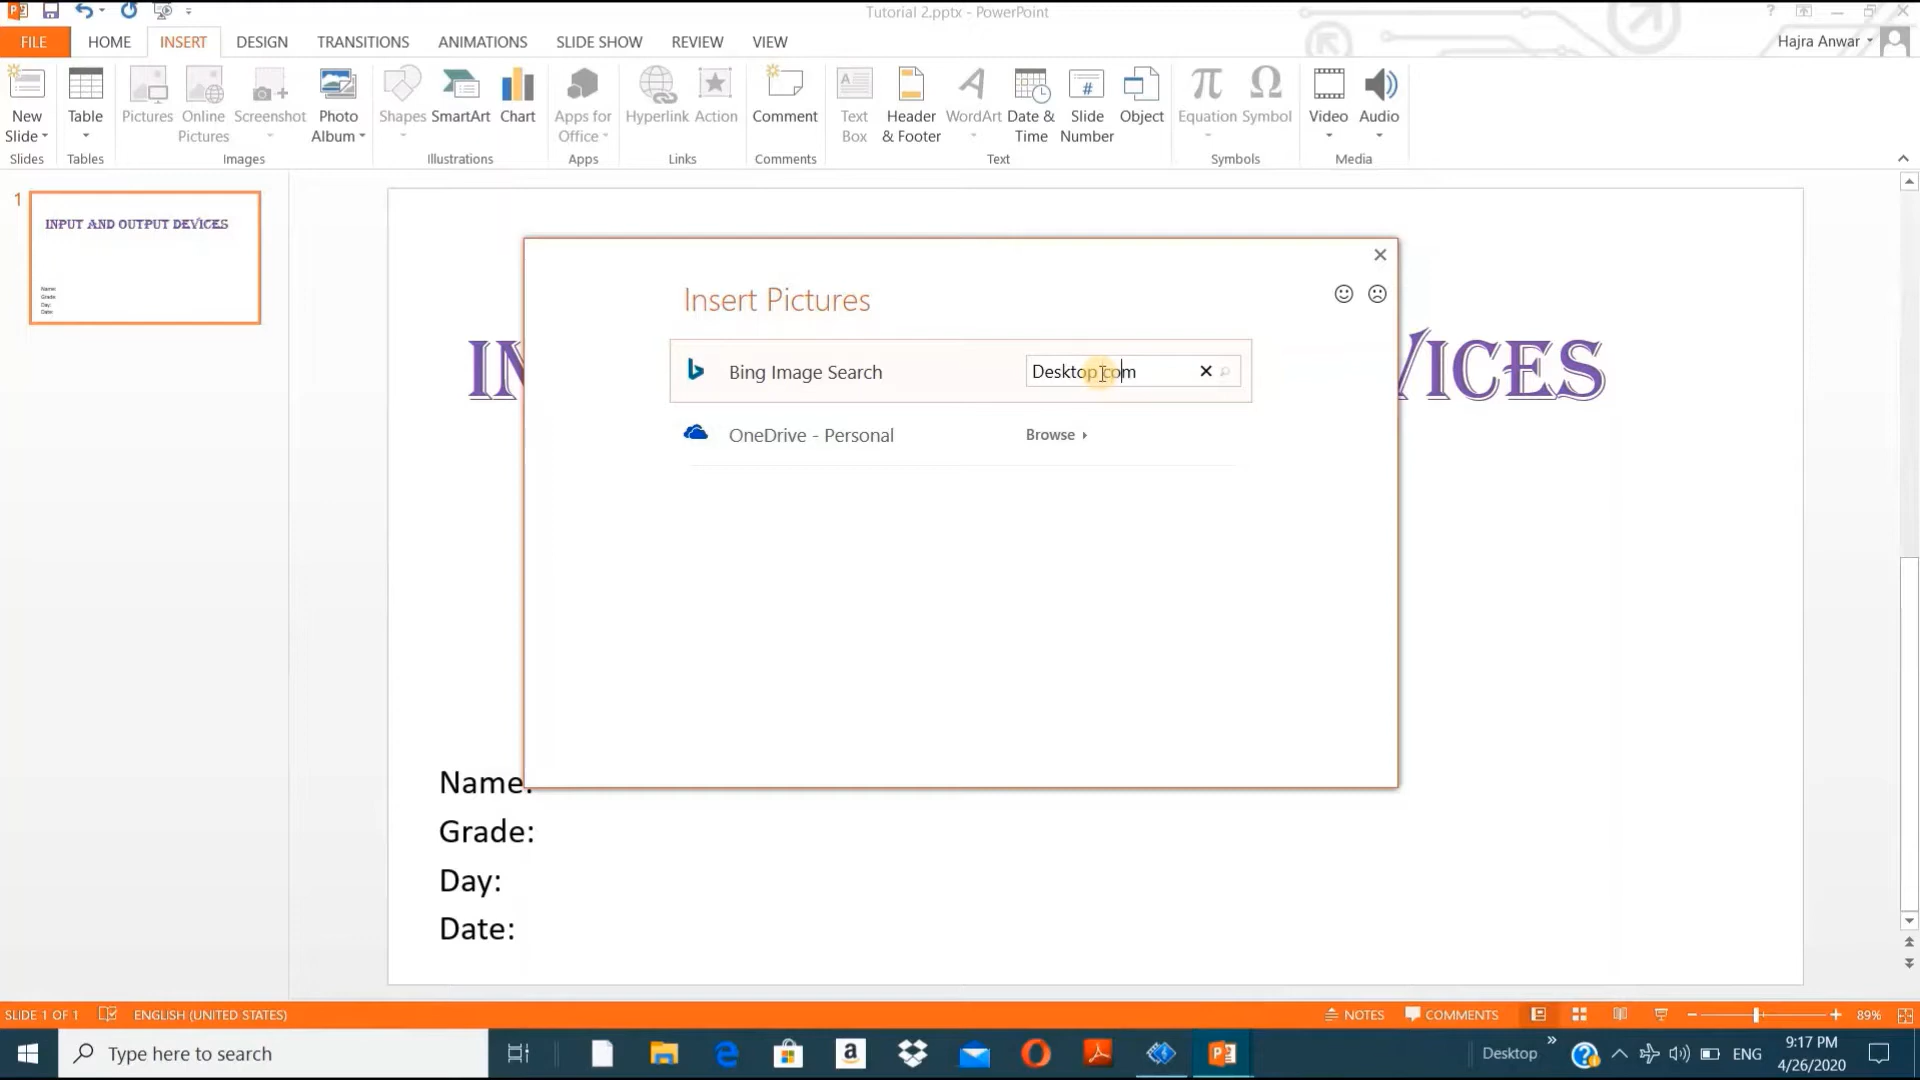 Tutorial 2.pptx - PowerPoint
FILE HOME INSERT DESIGN TRANSITIONS ANIMATIONS SLIDE SHOW REVIEW VIEW Hajra Anwar
New Slide
Table
Pictures
Online Pictures
Screenshot
Photo Album
Shapes
SmartArt
Chart
Apps for Office
Hyperlink
Action
Comment
Text Box
Header & Footer
WordArt
Date & Time
Slide Number
Object
Equation
Symbol
Video
Audio
Slides Tables Images Illustrations Apps Links Comments Text Symbols Media
1
INPUT AND OUTPUT DEVICES
Name:
Grade:
Day:
Date:
Insert Pictures
Bing Image Search Desktop com
OneDrive - Personal Browse
Name:
Grade:
Day:
Date:
SLIDE 1 OF 1 ENGLISH (UNITED STATES) NOTES COMMENTS 89%
Type here to search Desktop ENG
9:17 PM
4/26/2020